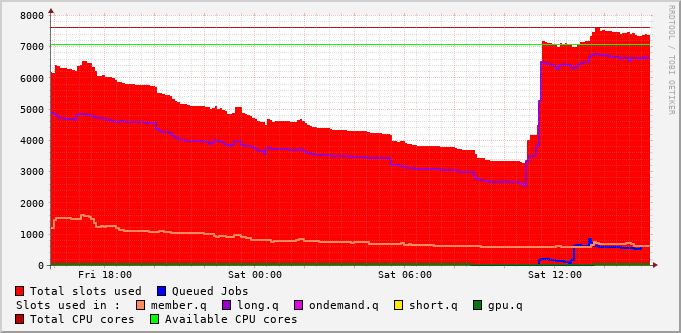 8000
7000
6000
5000
4000
3000
2000
1000
0
Fri 18:00 Sat 00:00 Sat 06:00 Sat 12:00
Total slots used Queued Jobs
Slots used in : member.q long.q ondemand.q short.q gpu.q
Total CPU cores Available CPU cores
RRDTOOL / TOBI OETIKER